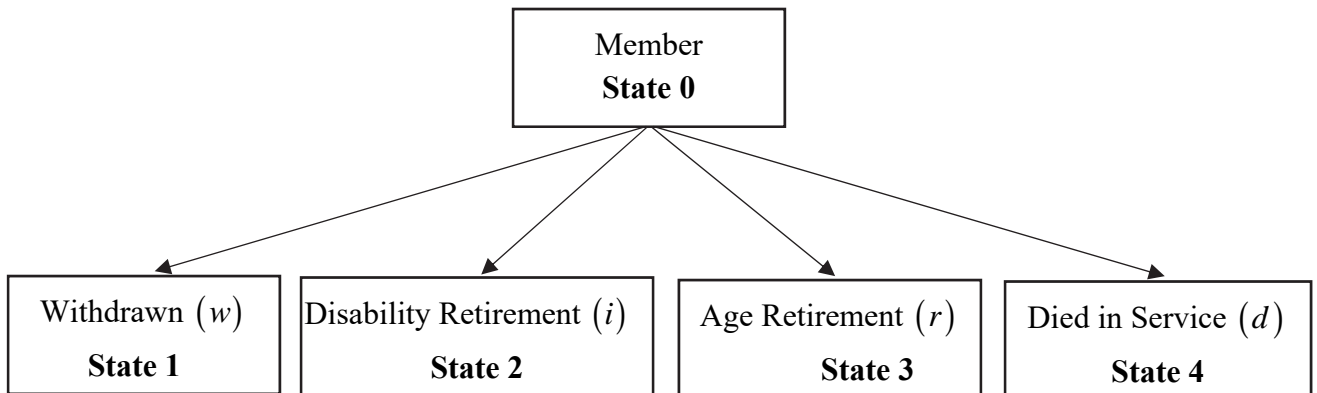 Member
State 0
Withdrawn (w)
State 1
Disability Retirement (i)
State 2
Age Retirement (r)
State 3
Died in Service (d)
State 4